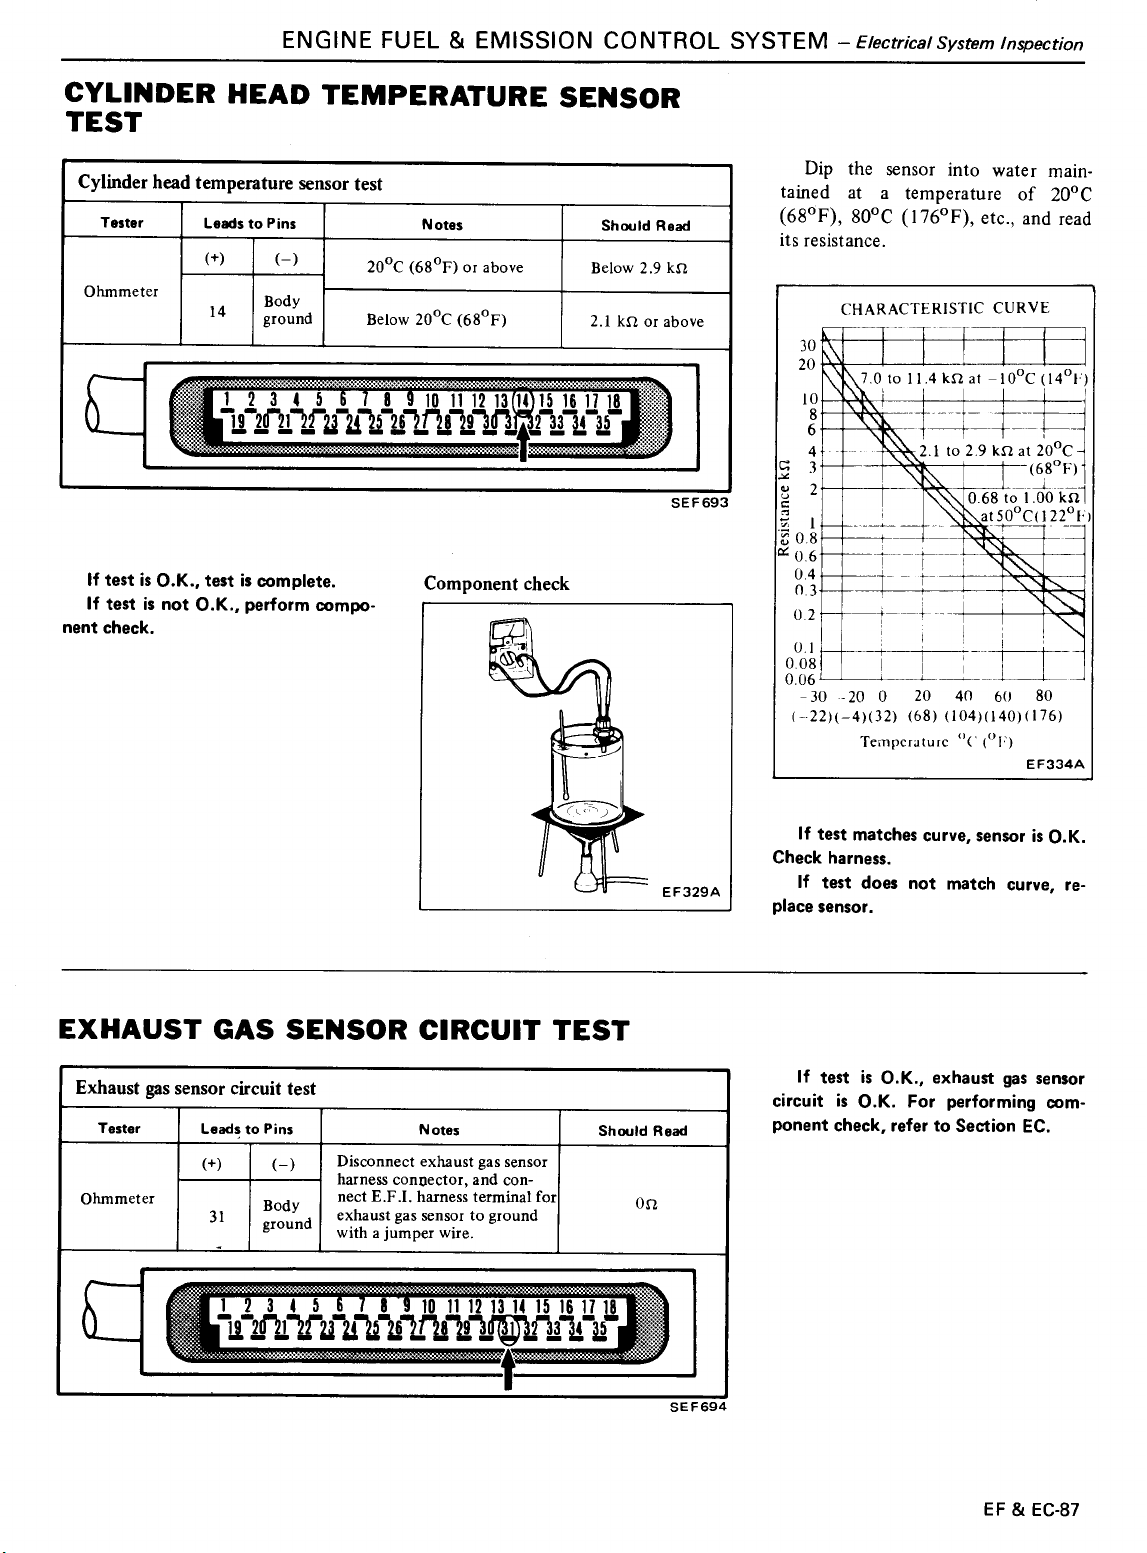 ENGINE FUEL & EMISSION CONTROL SYSTEM – Electrical System Inspection
CYLINDER HEAD TEMPERATURE SENSOR
TEST
Cylinder head temperature sensor test
Tester Leads to Pins Notes Should Read
(+) (–)
Ohmmeter 14 Body ground
20°C (68°F) or above Below 2.9 kΩ
Below 20°C (68°F) 2.1 kΩ or above
1 2 3 4 5 6 7 8 9 10 11 12 13 14 15 16 17 18
19 20 21 22 23 24 25 26 27 28 29 30 31 32 33 34 35
SEF693
If test is O.K., test is complete.
If test is not O.K., perform compo-
nent check.
Component check
EF329A
Dip the sensor into water main-
tained at a temperature of 20°C
(68°F), 80°C (176°F), etc., and read
its resistance.
CHARACTERISTIC CURVE
30
20
7.0 to 11.4 kΩ at –10°C (14°F)
10
8
6
4
2.1 to 2.9 kΩ at 20°C
(68°F)
3
2
0.68 to 1.00 kΩ
at 50°C(122°F)
1
0.8
0.6
0.4
0.3
0.2
0.1
0.08
0.06
Resistance kΩ
–30 –20 0 20 40 60 80
(–22)(–4)(32) (68) (104)(140)(176)
Temperature °C (°F)
EF334A
If test matches curve, sensor is O.K.
Check harness.
If test does not match curve, re-
place sensor.
EXHAUST GAS SENSOR CIRCUIT TEST
Exhaust gas sensor circuit test
Tester Leads to Pins Notes Should Read
(+) (–)
Ohmmeter 31 Body ground
Disconnect exhaust gas sensor
harness connector, and con-
nect E.F.I. harness terminal for
exhaust gas sensor to ground
with a jumper wire.
0Ω
1 2 3 4 5 6 7 8 9 10 11 12 13 14 15 16 17 18
19 20 21 22 23 24 25 26 27 28 29 30 31 32 33 34 35
SEF694
If test is O.K., exhaust gas sensor
circuit is O.K. For performing com-
ponent check, refer to Section EC.
EF & EC-87